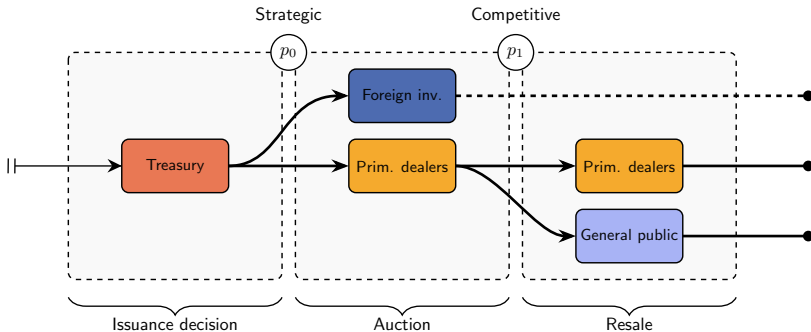 Strategic
Competitive
p0
p1
Foreign inv.
Treasury
Prim. dealers
Prim. dealers
General public
Issuance decision
Auction
Resale